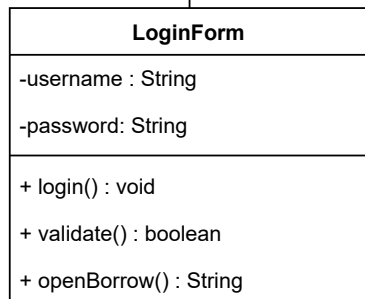 LoginForm
-username : String
-password: String
+ login() : void
+ validate() : boolean
+ openBorrow() : String